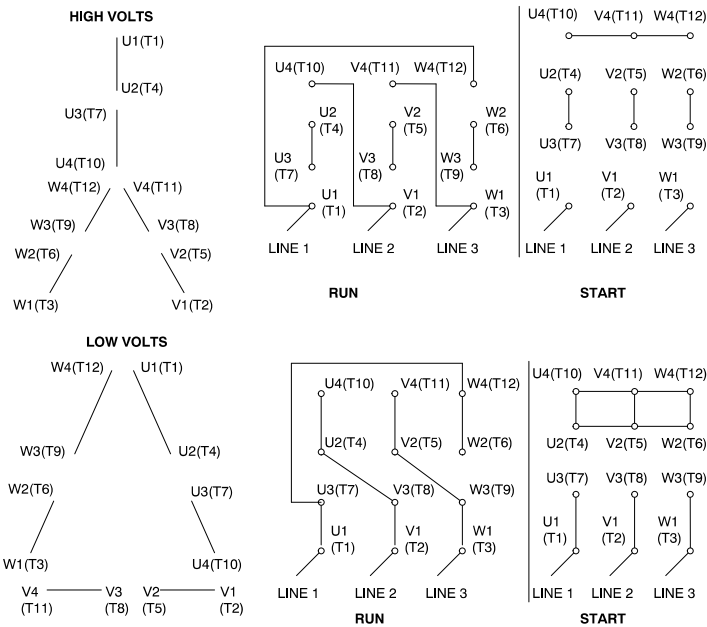 HIGH VOLTS
U1(T1)
U2(T4)
U3(T7)
U4(T10)
W4(T12) V4(T11)
W3(T9) V3(T8)
W2(T6) V2(T5)
W1(T3) V1(T2)
U4(T10) V4(T11) W4(T12)
U2 V2 W2
(T4) (T5) (T6)
U3 V3 W3
(T7) (T8) (T9)
U1 V1 W1
(T1) (T2) (T3)
LINE 1 LINE 2 LINE 3
RUN
U4(T10) V4(T11) W4(T12)
U2(T4) V2(T5) W2(T6)
U3(T7) V3(T8) W3(T9)
U1 V1 W1
(T1) (T2) (T3)
LINE 1 LINE 2 LINE 3
START
LOW VOLTS
W4(T12) U1(T1)
W3(T9) U2(T4)
W2(T6) U3(T7)
W1(T3) U4(T10)
V4 V3 V2 V1
(T11) (T8) (T5) (T2)
U4(T10) V4(T11) W4(T12)
U2(T4) V2(T5) W2(T6)
U3(T7) V3(T8) W3(T9)
U1 V1 W1
(T1) (T2) (T3)
LINE 1 LINE 2 LINE 3
RUN
U4(T10) V4(T11) W4(T12)
U2(T4) V2(T5) W2(T6)
U3(T7) V3(T8) W3(T9)
U1 V1 W1
(T1) (T2) (T3)
LINE 1 LINE 2 LINE 3
START